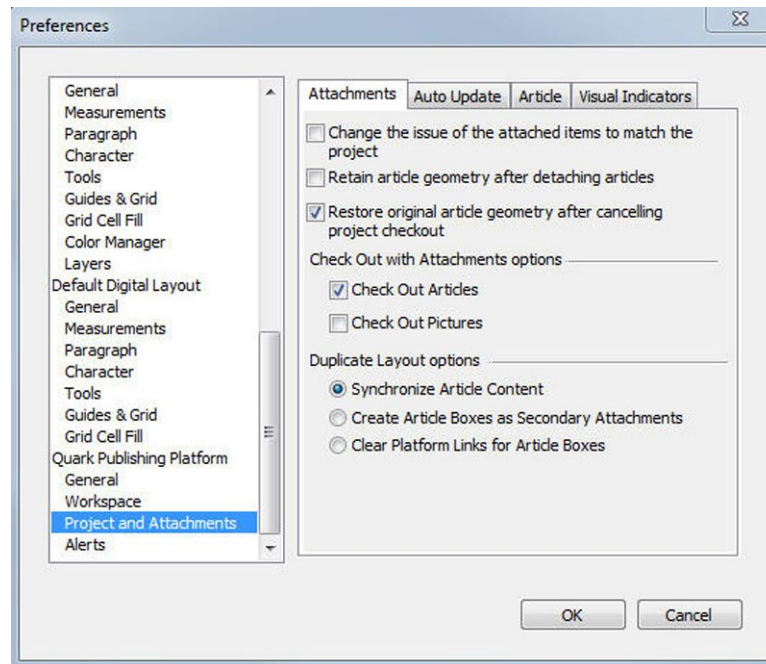 Preferences
General
Measurements
Paragraph
Character
Tools
Guides & Grid
Grid Cell Fill
Color Manager
Layers
Default Digital Layout
General
Measurements
Paragraph
Character
Tools
Guides & Grid
Grid Cell Fill
Quark Publishing Platform
General
Workspace
Project and Attachments
Alerts
Attachments Auto Update Article Visual Indicators
Change the issue of the attached items to match the
project
Retain article geometry after detaching articles
Restore original article geometry after cancelling
project checkout
Check Out with Attachments options
Check Out Articles
Check Out Pictures
Duplicate Layout options
Synchronize Article Content
Create Article Boxes as Secondary Attachments
Clear Platform Links for Article Boxes
OK Cancel